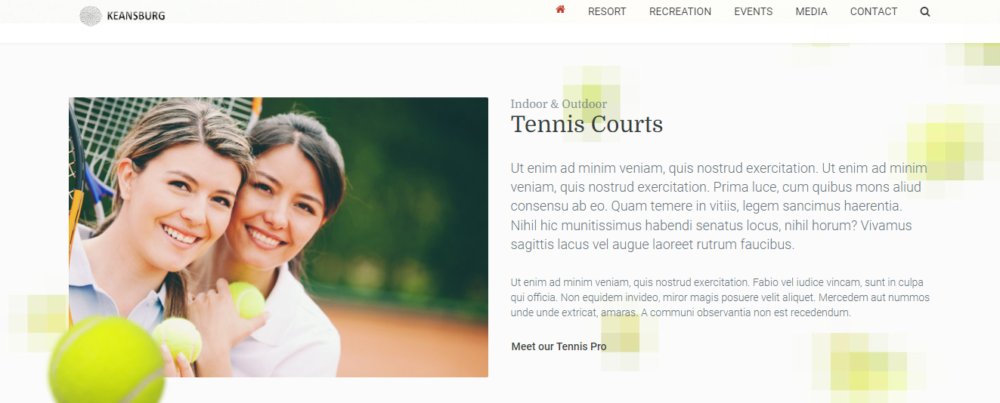 KEANSBURG
RESORT RECREATION EVENTS MEDIA CONTACT
Indoor & Outdoor
Tennis Courts
Ut enim ad minim veniam, quis nostrud exercitation. Ut enim ad minim
veniam, quis nostrud exercitation. Prima luce, cum quibus mons aliud
consensu ab eo. Quam temere in vitiis, legem sancimus haerentia.
Nihil hic munitissimus habendi senatus locus, nihil horum? Vivamus
sagittis lacus vel augue laoreet rutrum faucibus.
Ut enim ad minim veniam, quis nostrud exercitation. Fabio vel iudice vincam, sunt in culpa
qui officia. Non equidem invideo, miror magis posuere velit aliquet. Mercedem aut nummos
unde unde extricat, amaras. A communi observantia non est recedendum.
Meet our Tennis Pro